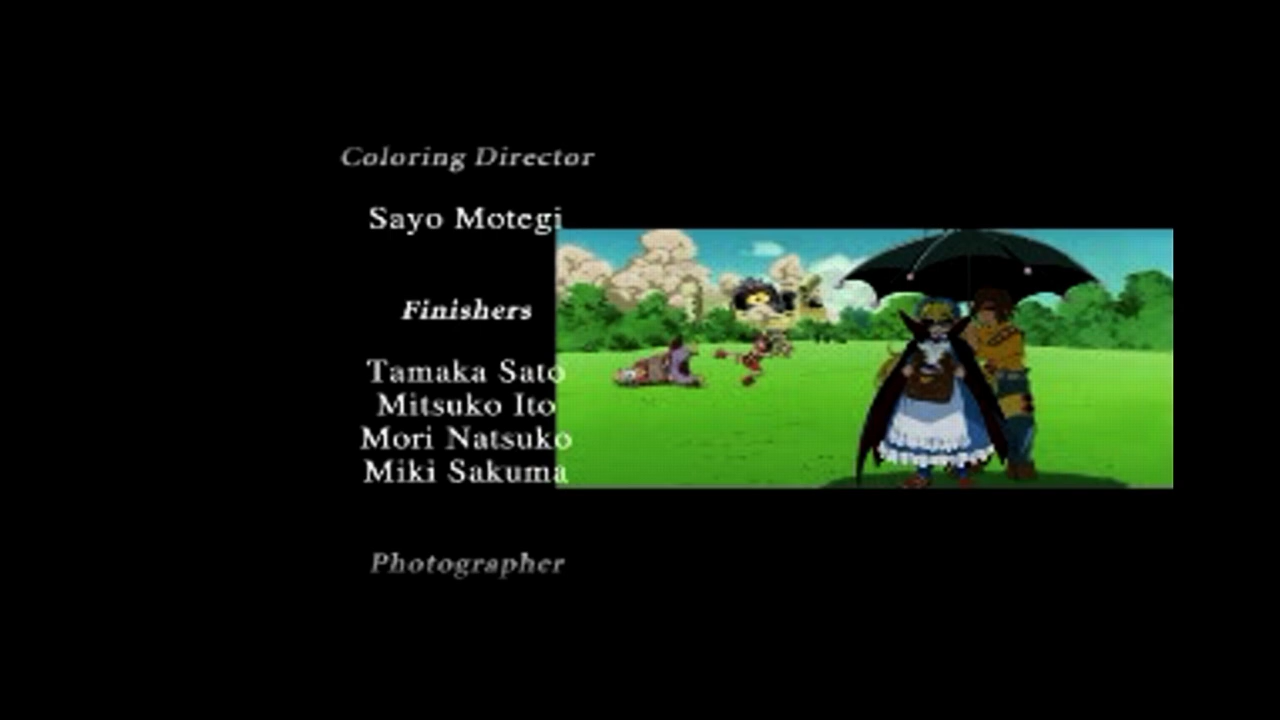 Coloring Director
Sayo Motegi
Finishers
Tamaka Sato
Mitsuko Ito
Mori Natsuko
Miki Sakuma
Photographer